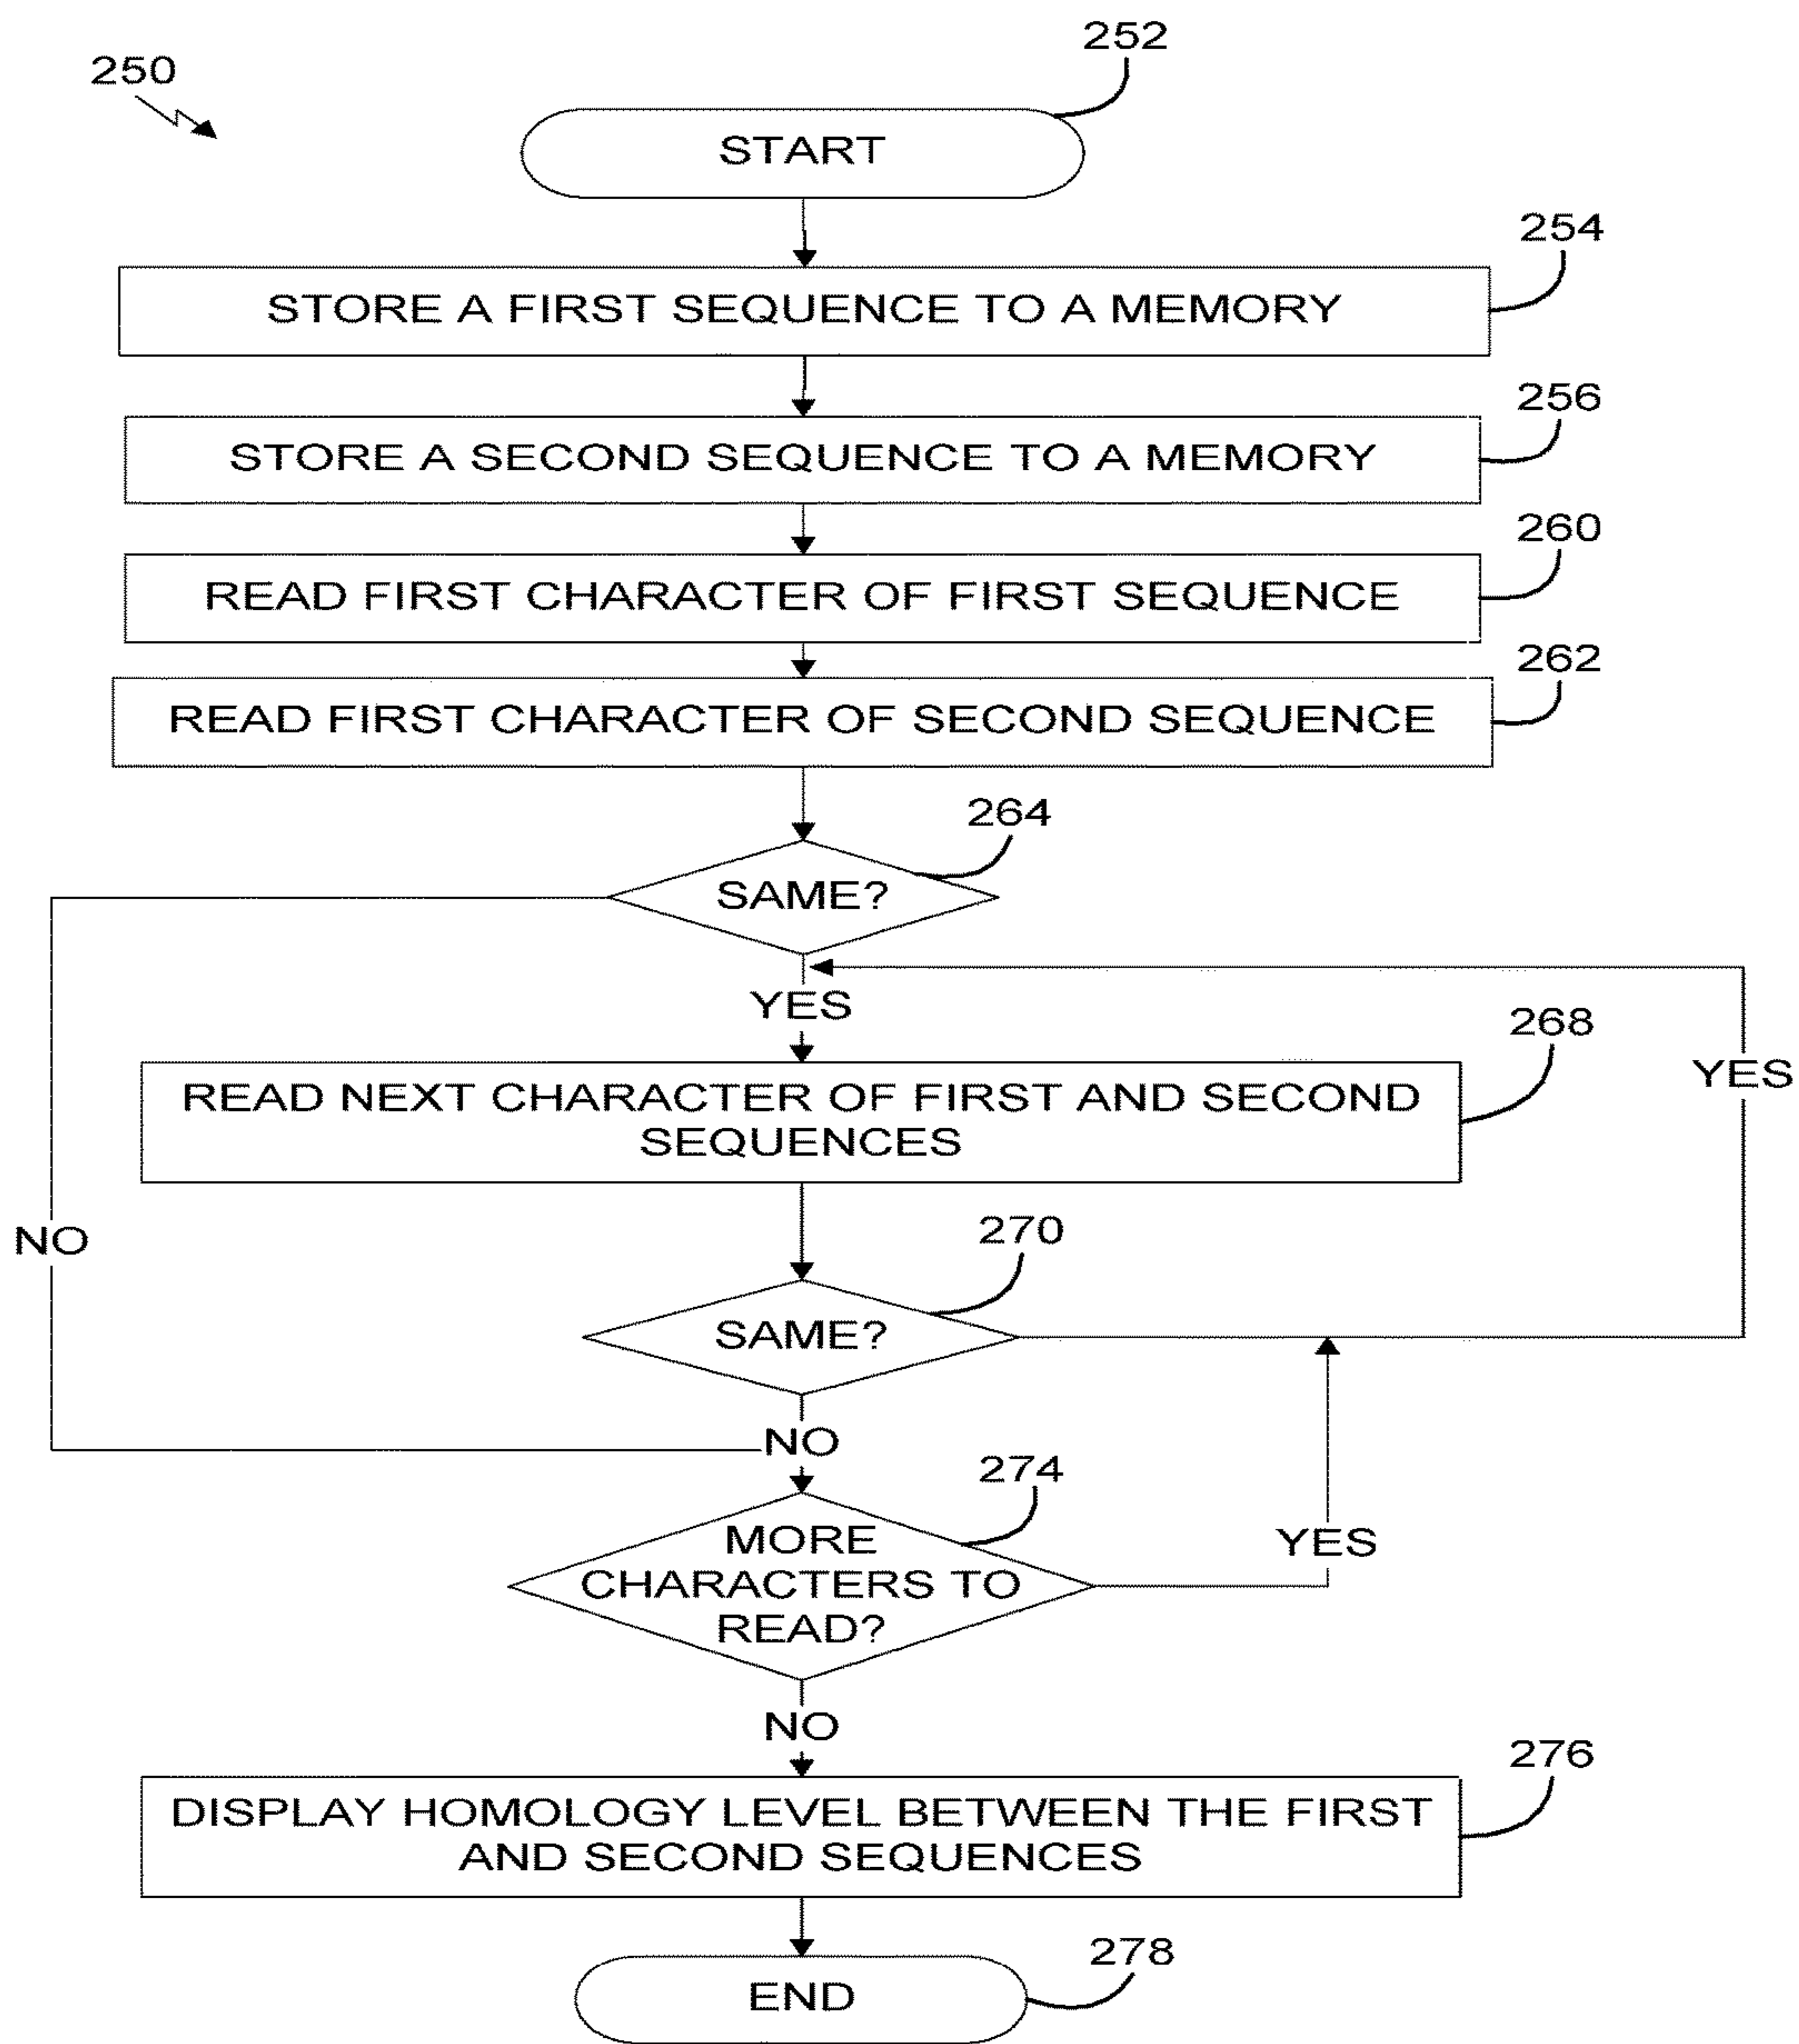 252
250
START
254
STORE A FIRST SEQUENCE TO A MEMORY
256
STORE A SECOND SEQUENCE TO A MEMORY
260
READ FIRST CHARACTER OF FIRST SEQUENCE
262
READ FIRST CHARACTER OF SECOND SEQUENCE
264
SAME?
YES
268
YES
READ NEXT CHARACTER OF FIRST AND SECOND
SEQUENCES
NO
270
SAME?
NO
274
MORE
CHARACTERS TO
READ?
YES
NO
276
DISPLAY HOMOLOGY LEVEL BETWEEN THE FIRST
AND SECOND SEQUENCES
278
END